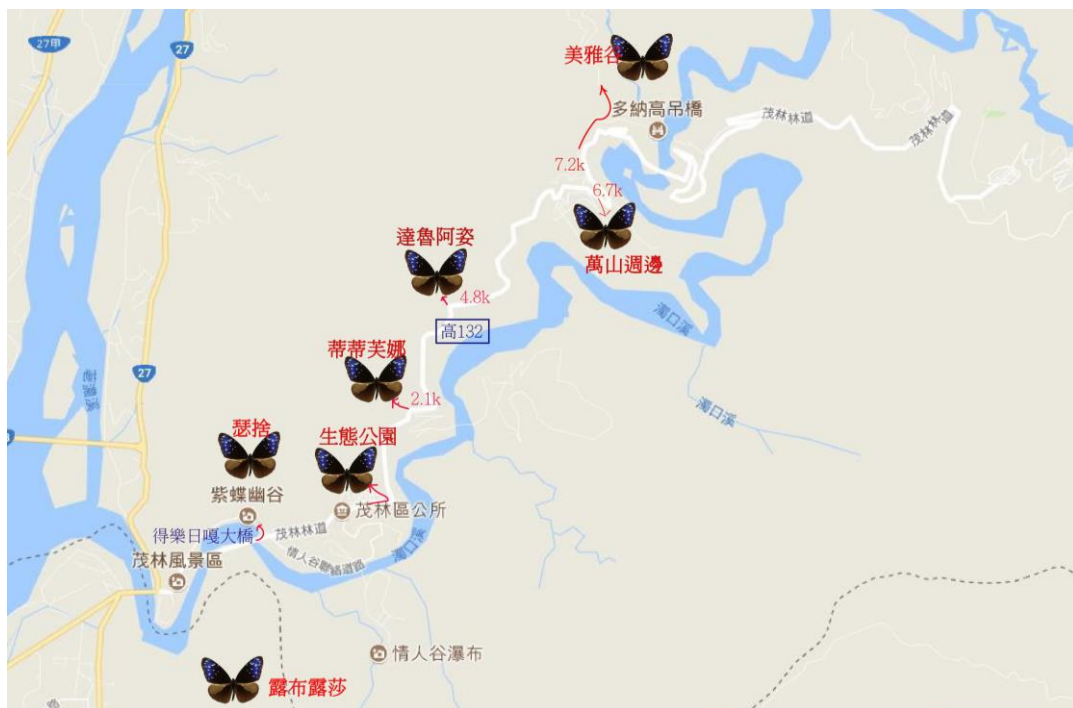 27甲
27
美雅谷
多納高吊橋
茂林林道
茂林林道
7.2k
6.7k
萬山週邊
達魯阿姿
4.8k
高132
濁口溪
蒂蒂芙娜
27
荖濃溪
2.1k
濁口溪
瑟捨
生態公園
紫蝶幽谷
茂林區公所
得樂日嘎大橋
茂林林道
濁口溪
情人谷聯絡道路
茂林風景區
情人谷瀑布
露布露莎